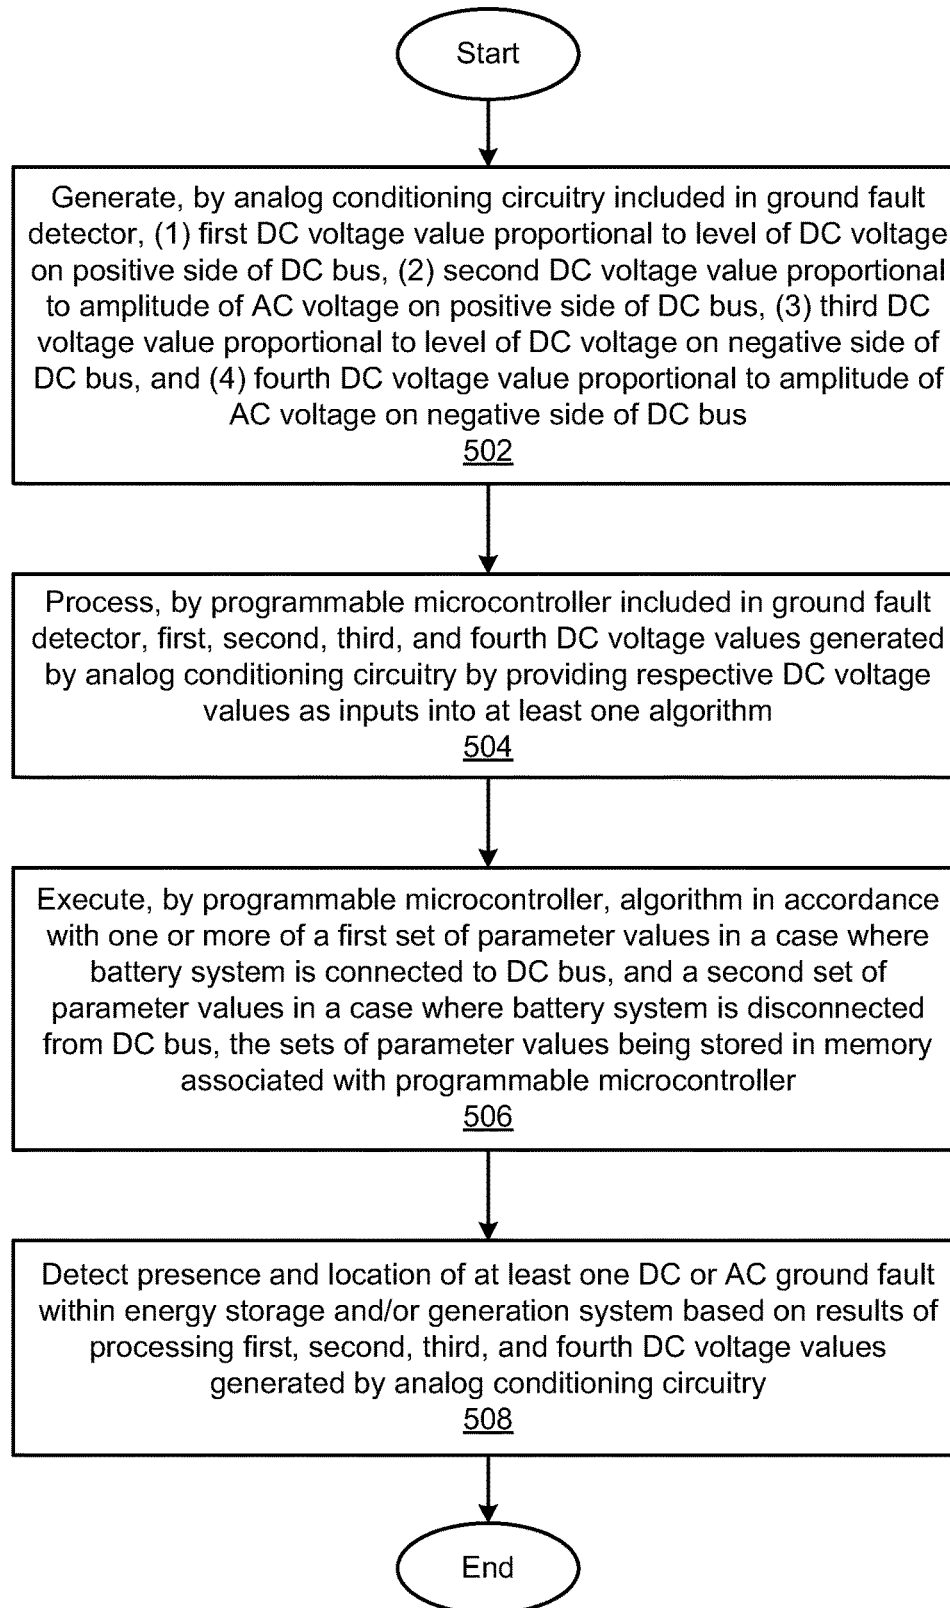 Start
Generate, by analog conditioning circuitry included in ground fault
detector, (1) first DC voltage value proportional to level of DC voltage
on positive side of DC bus, (2) second DC voltage value proportional
to amplitude of AC voltage on positive side of DC bus, (3) third DC
voltage value proportional to level of DC voltage on negative side of
DC bus, and (4) fourth DC voltage value proportional to amplitude of
AC voltage on negative side of DC bus
502
Process, by programmable microcontroller included in ground fault
detector, first, second, third, and fourth DC voltage values generated
by analog conditioning circuitry by providing respective DC voltage
values as inputs into at least one algorithm
504
Execute, by programmable microcontroller, algorithm in accordance
with one or more of a first set of parameter values in a case where
battery system is connected to DC bus, and a second set of
parameter values in a case where battery system is disconnected
from DC bus, the sets of parameter values being stored in memory
associated with programmable microcontroller
506
Detect presence and location of at least one DC or AC ground fault
within energy storage and/or generation system based on results of
processing first, second, third, and fourth DC voltage values
generated by analog conditioning circuitry
508
End